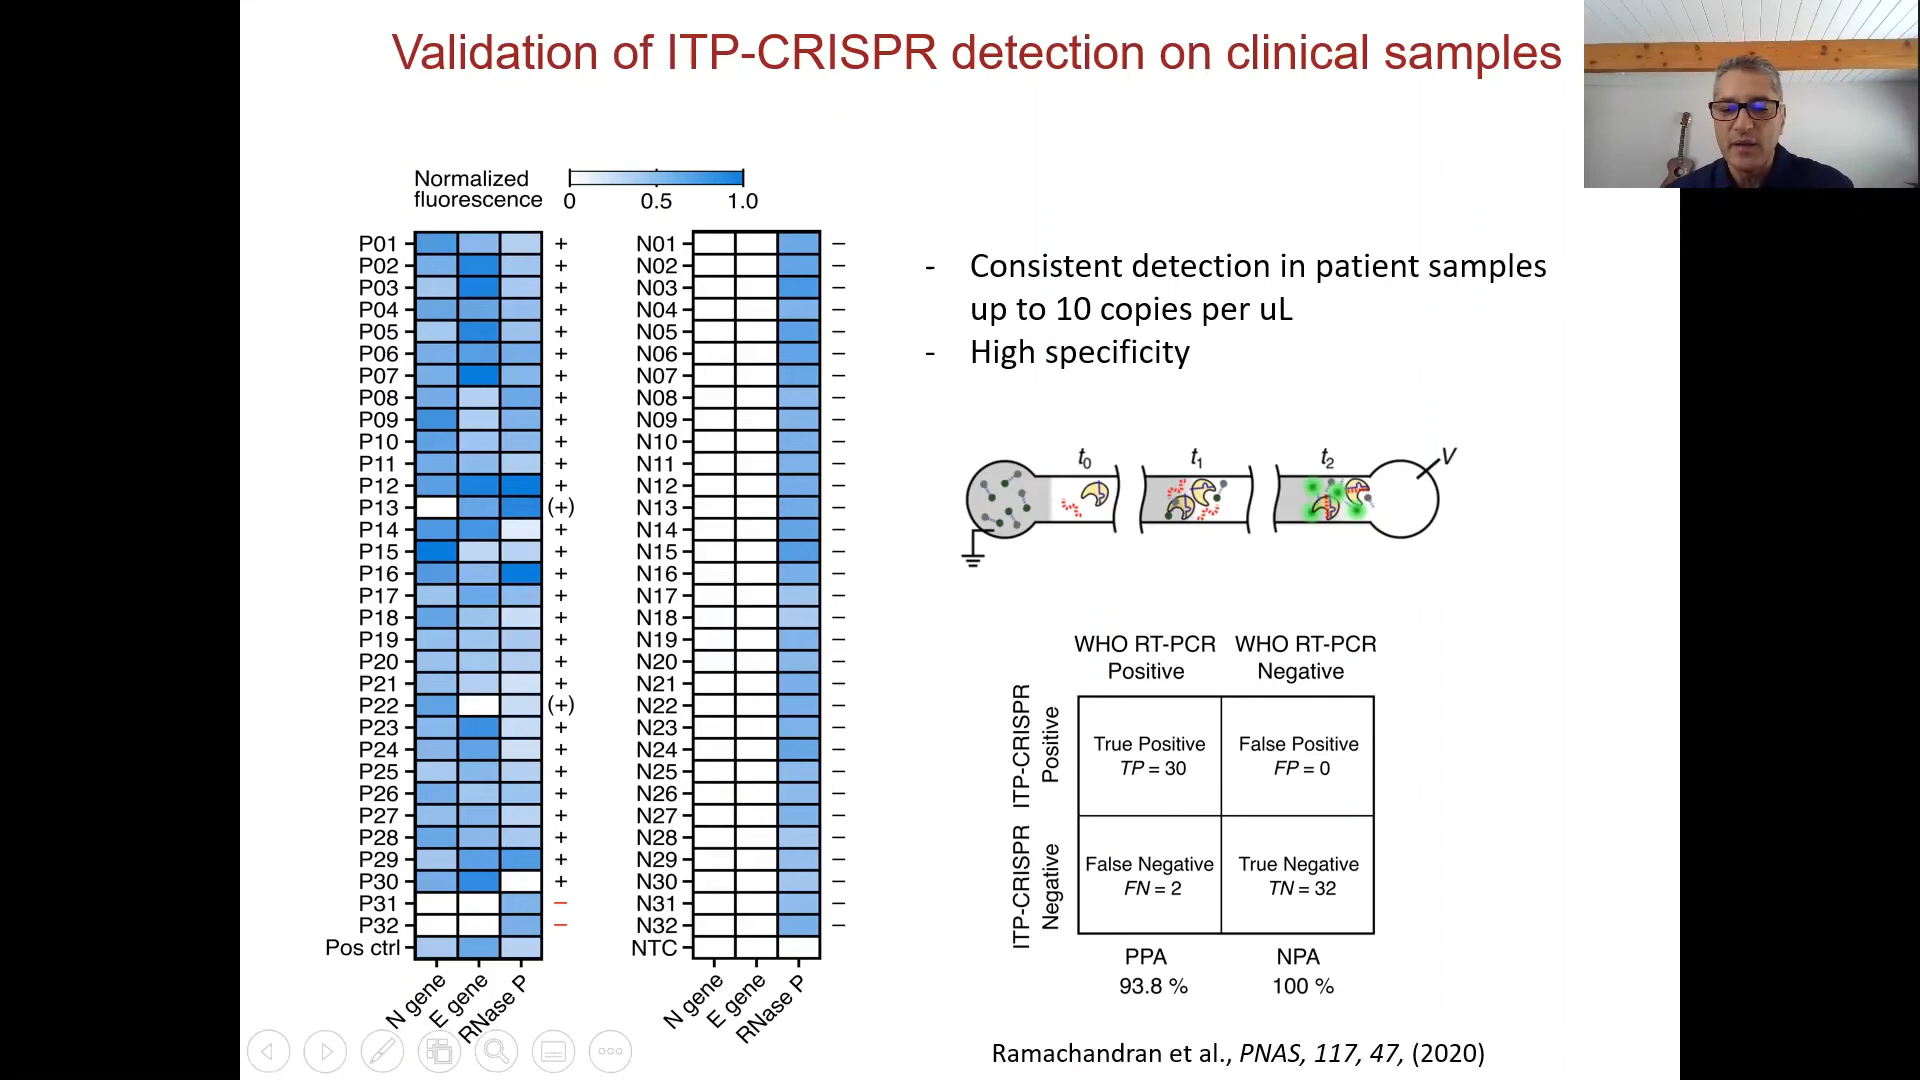 Validation of ITP-CRISPR detection on clinical samples
Normalized
fluorescence
0 0.5 1.0
P01 +
P02 +
P03 +
P04 +
P05 +
P06 +
P07 +
P08 +
P09 +
P10 +
P11 +
P12 +
P13 (+)
P14 +
P15 +
P16 +
P17 +
P18 +
P19 +
P20 +
P21 +
P22 (+)
P23 +
P24 +
P25 +
P26 +
P27 +
P28 +
P29 +
P30 +
P31 –
P32 –
Pos ctrl
N gene
E gene
RNase P
N01 –
N02 –
N03 –
N04 –
N05 –
N06 –
N07 –
N08 –
N09 –
N10 –
N11 –
N12 –
N13 –
N14 –
N15 –
N16 –
N17 –
N18 –
N19 –
N20 –
N21 –
N22 –
N23 –
N24 –
N25 –
N26 –
N27 –
N28 –
N29 –
N30 –
N31 –
N32 –
NTC
N gene
E gene
RNase P
- Consistent detection in patient samples
up to 10 copies per uL
- High specificity
t0 t1 t2 V
WHO RT-PCR
Positive
WHO RT-PCR
Negative
ITP-CRISPR
Positive
True Positive
TP = 30
False Positive
FP = 0
ITP-CRISPR
Negative
False Negative
FN = 2
True Negative
TN = 32
PPA
93.8 %
NPA
100 %
Ramachandran et al., PNAS, 117, 47, (2020)